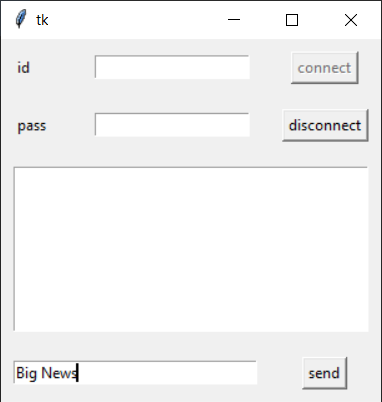 tk
id connect
pass disconnect
Big News send